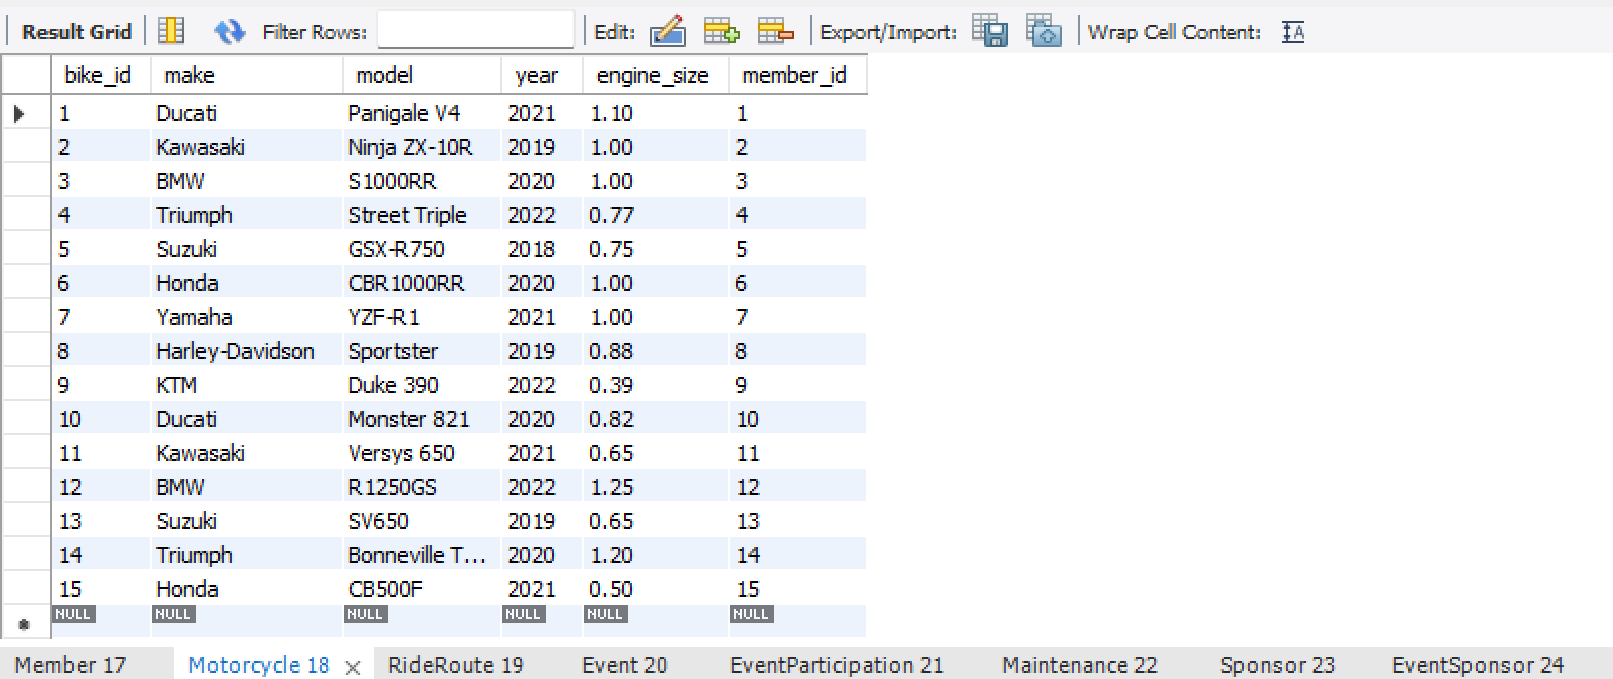 Result Grid Filter Rows: Edit: Export/Import: Wrap Cell Content: A
bike_id make model year engine_size member_id
1 Ducati Panigale V4 2021 1.10 1
2 Kawasaki Ninja ZX-10R 2019 1.00 2
3 BMW S1000RR 2020 1.00 3
4 Triumph Street Triple 2022 0.77 4
5 Suzuki GSX-R750 2018 0.75 5
6 Honda CBR1000RR 2020 1.00 6
7 Yamaha YZF-R1 2021 1.00 7
8 Harley-Davidson Sportster 2019 0.88 8
9 KTM Duke 390 2022 0.39 9
10 Ducati Monster 821 2020 0.82 10
11 Kawasaki Versys 650 2021 0.65 11
12 BMW R1250GS 2022 1.25 12
13 Suzuki SV650 2019 0.65 13
14 Triumph Bonneville T... 2020 1.20 14
15 Honda CB500F 2021 0.50 15
NULL NULL NULL NULL NULL NULL
Member 17 Motorcycle 18 RideRoute 19 Event 20 EventParticipation 21 Maintenance 22 Sponsor 23 EventSponsor 24